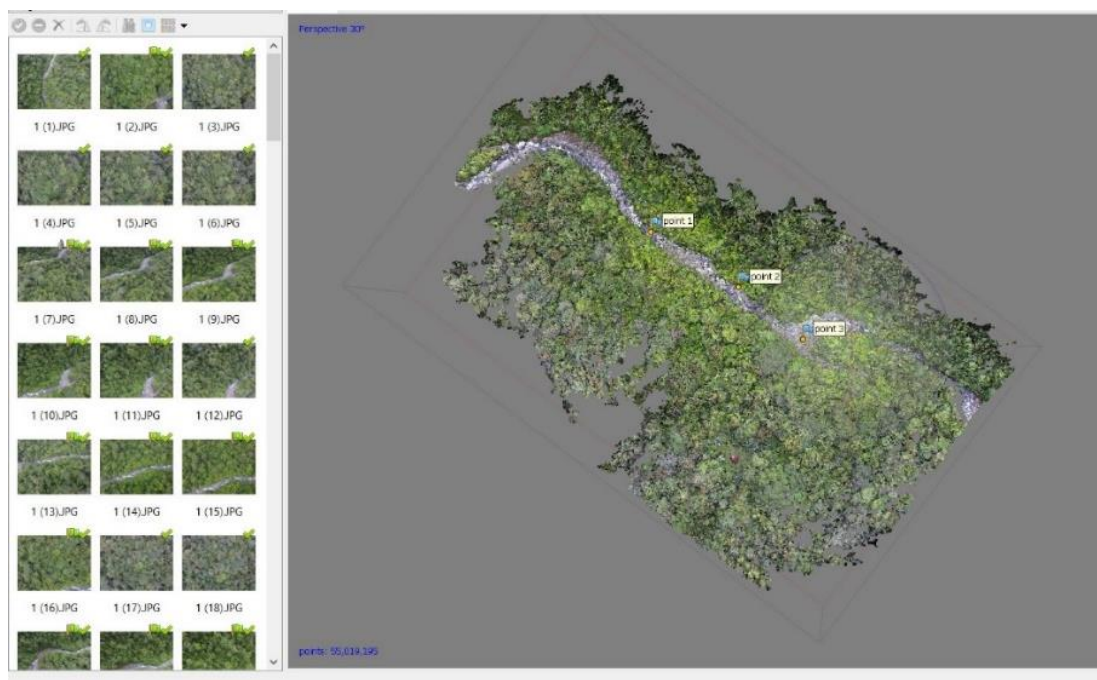 1 (1).JPG 1 (2).JPG 1 (3).JPG
1 (4).JPG 1 (5).JPG 1 (6).JPG
1 (7).JPG 1 (8).JPG 1 (9).JPG
1 (10).JPG 1 (11).JPG 1 (12).JPG
1 (13).JPG 1 (14).JPG 1 (15).JPG
1 (16).JPG 1 (17).JPG 1 (18).JPG
Perspective 30°
point 1
point 2
point 3
points: 55,019,195